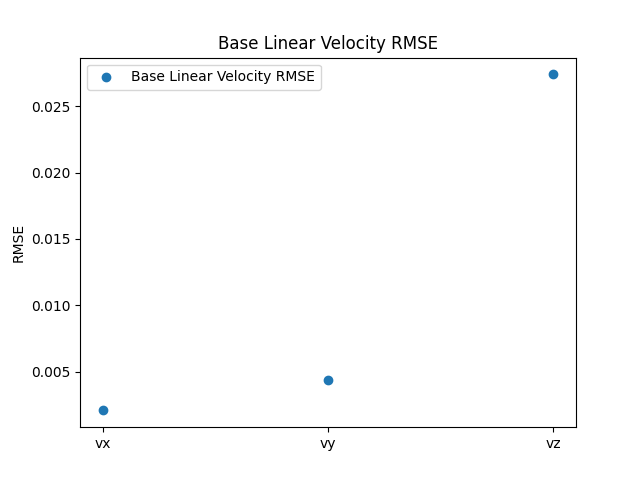 Base Linear Velocity RMSE
Base Linear Velocity RMSE
0.025
0.020
0.015
0.010
0.005
RMSE
vx
vy
vz